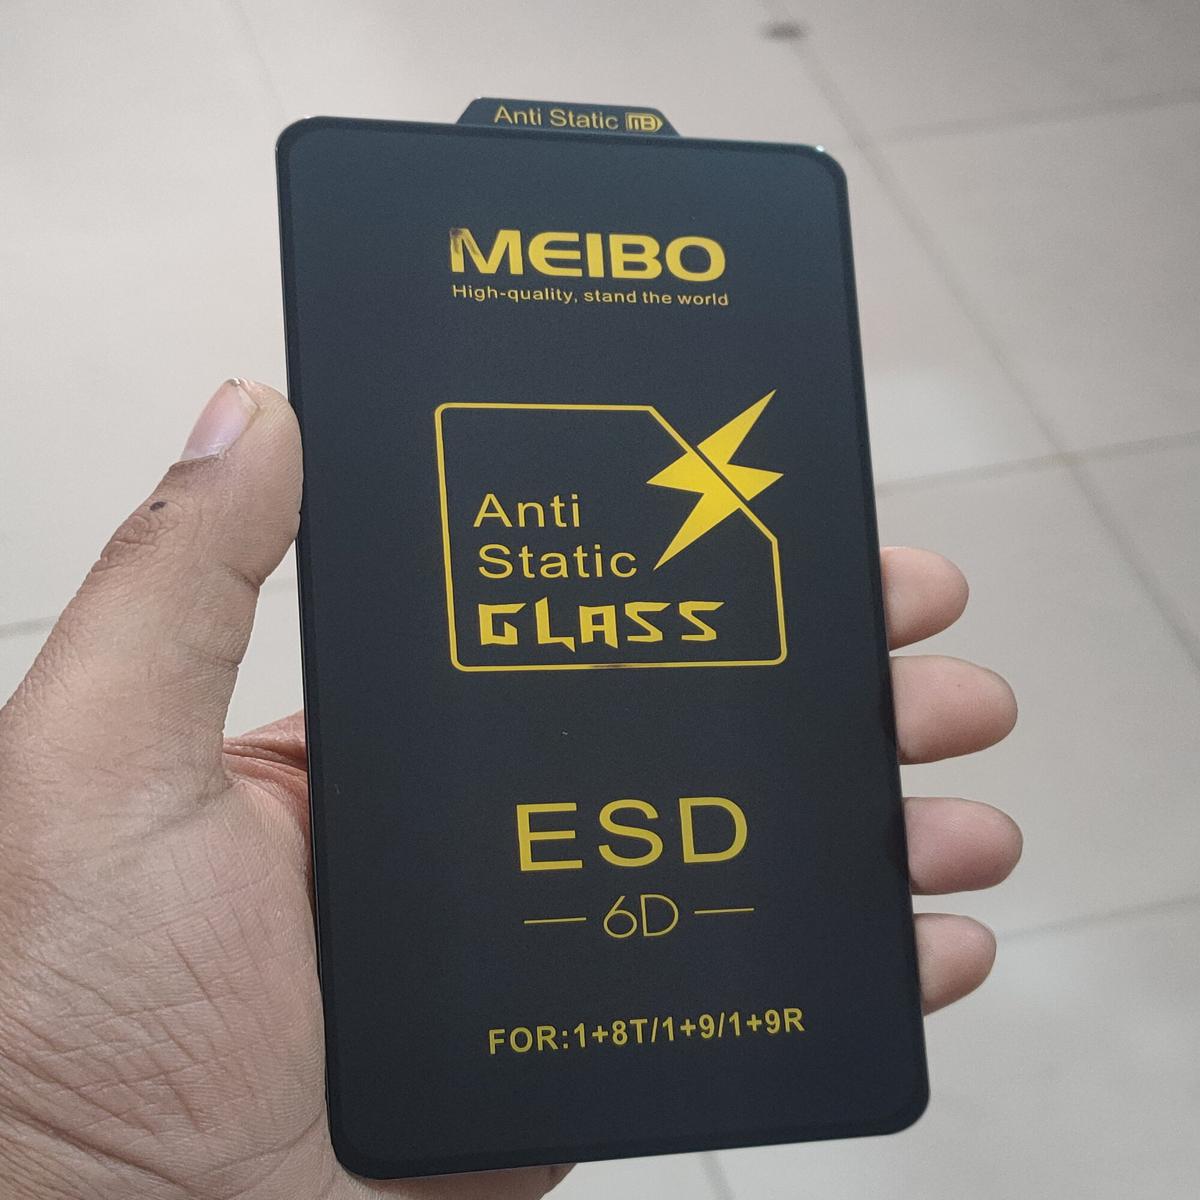 Anti Static
MEIBO
High-quality, stand the world
Anti
Static
GLASS
ESD
6D
FOR:1+8T/1+9/1+9R